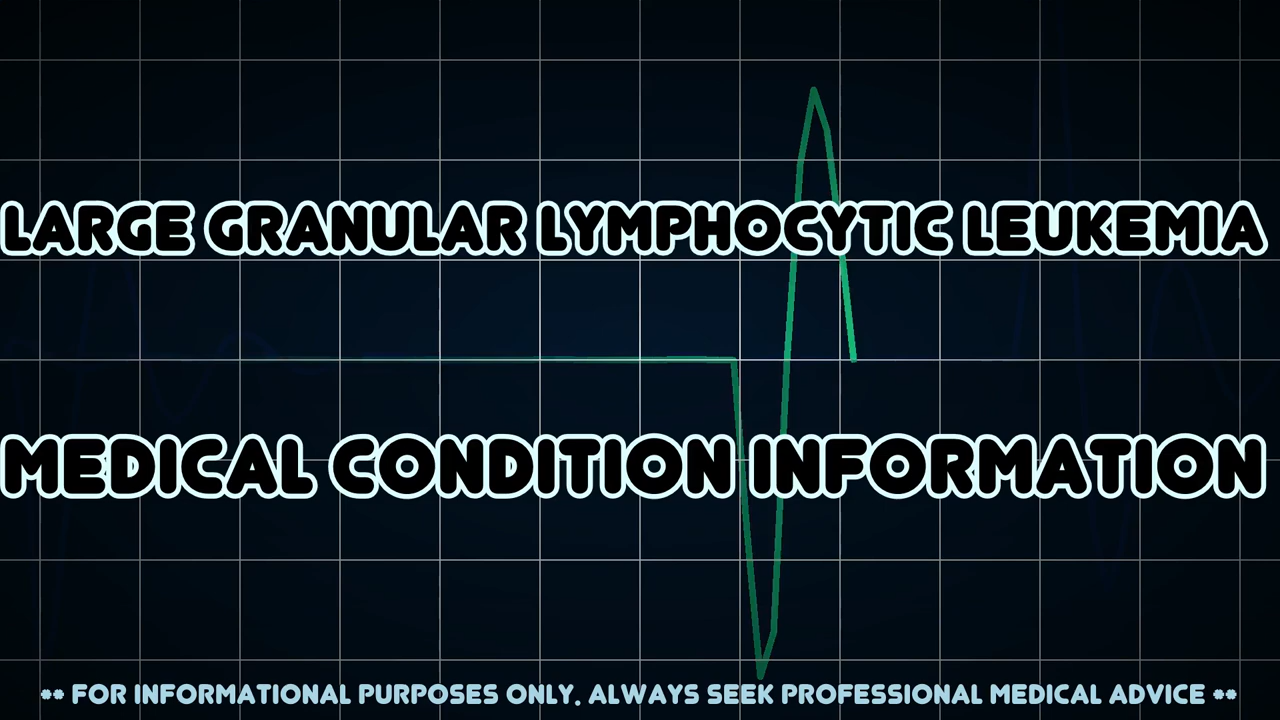 LARGE GRANULAR LYMPHOCYTIC LEUKEMIA
MEDICAL CONDITION INFORMATION
** FOR INFORMATIONAL PURPOSES ONLY. ALWAYS SEEK PROFESSIONAL MEDICAL ADVICE **